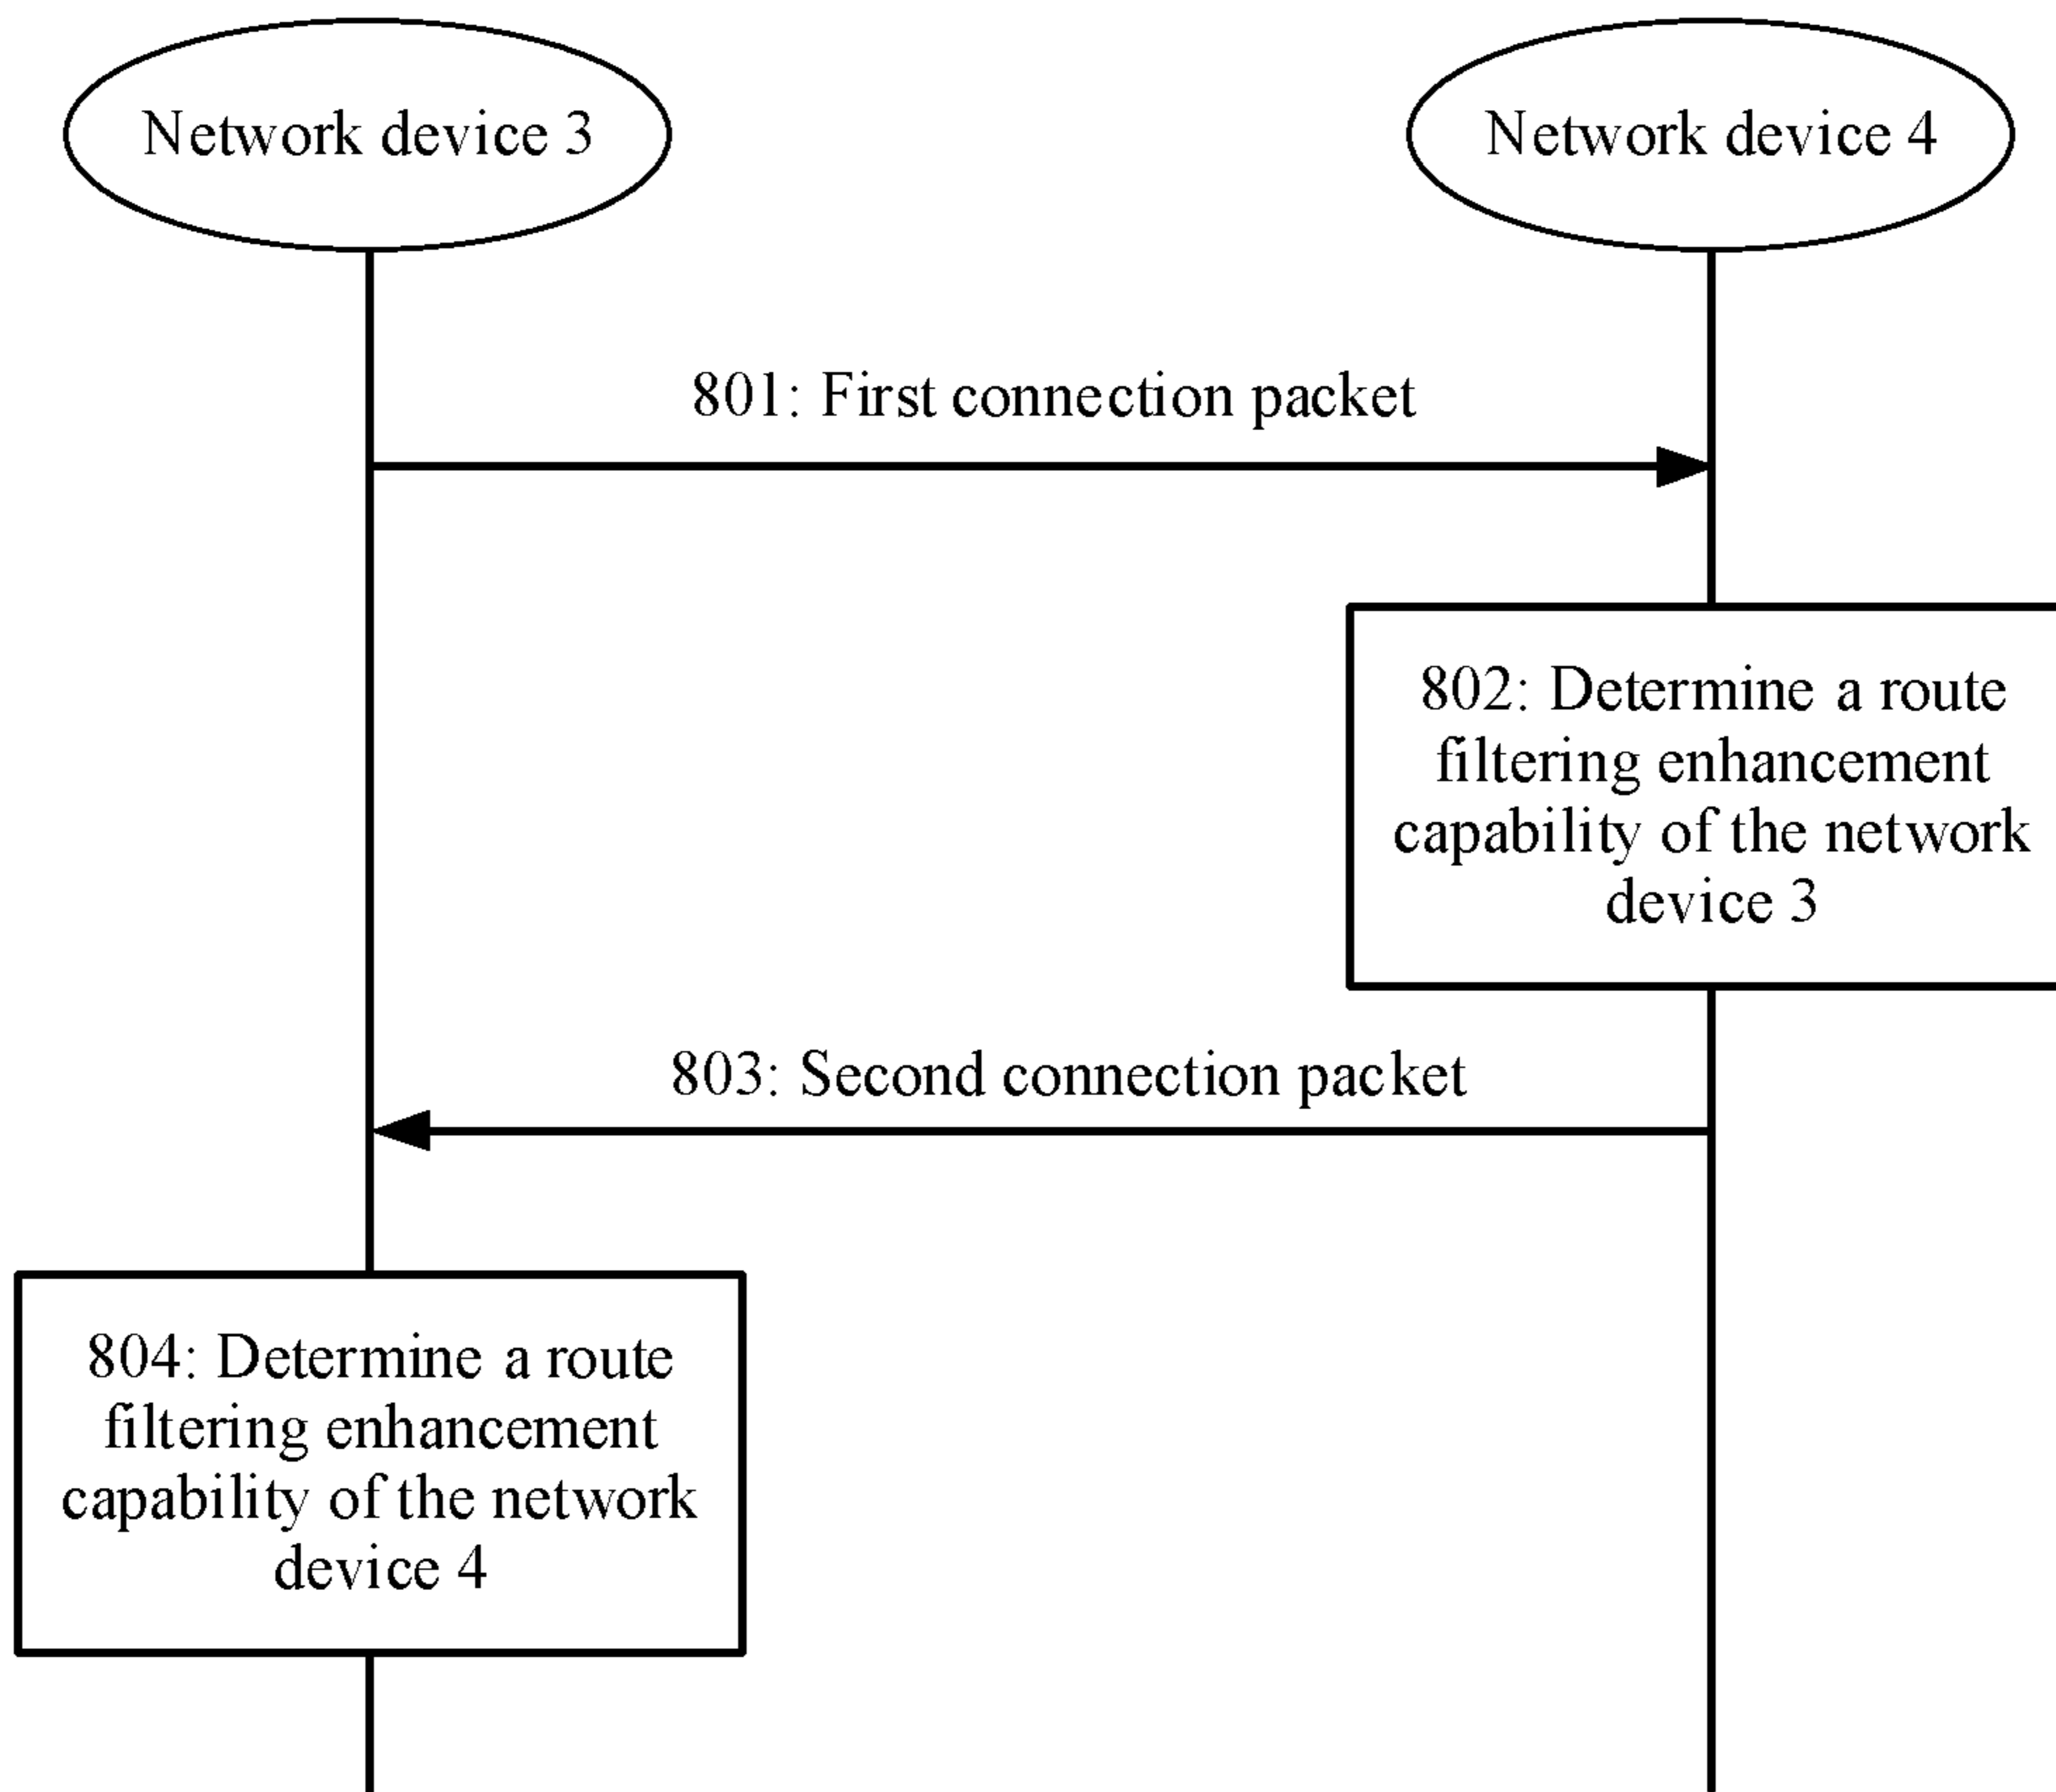 Network device 3
Network device 4
801: First connection packet
802: Determine a route
filtering enhancement
capability of the network
device 3
803: Second connection packet
804: Determine a route
filtering enhancement
capability of the network
device 4